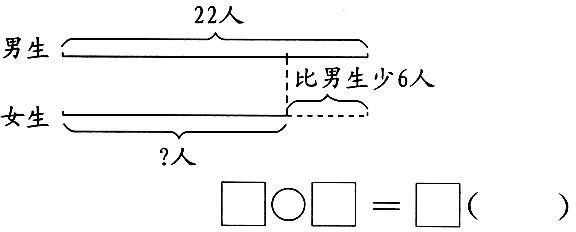 22人
男生
比男生少6人
女生
?人
□○□=□( )